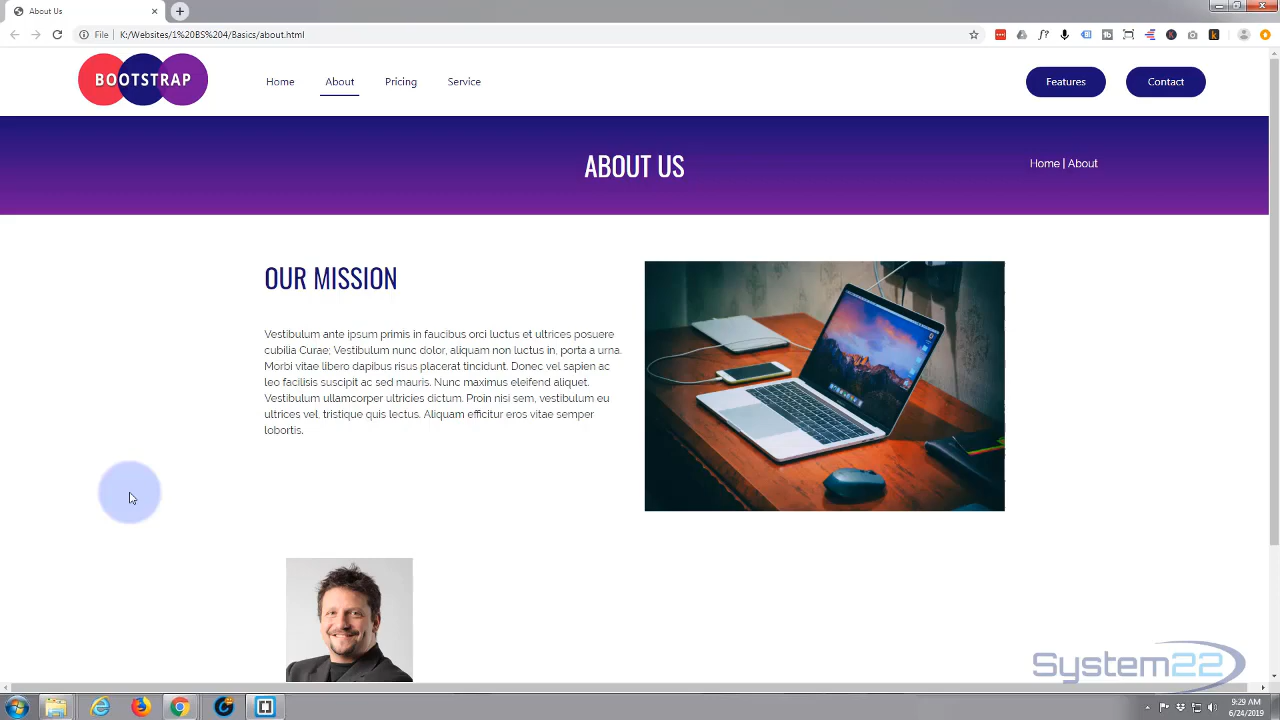 About Us
File
K:/Websites/1%20BS%204/Basics/about.html
BOOTSTRAP
Home
About
Pricing
Service
Features
Contact
ABOUT US
Home | About
OUR MISSION
Vestibulum ante ipsum primis in faucibus orci luctus et ultrices posuere
cubilia Curae; Vestibulum nunc dolor, aliquam non luctus in, porta a urna.
Morbi vitae libero dapibus risus placerat tincidunt. Donec vel sapien ac
leo facilisis suscipit ac sed mauris. Nunc maximus eleifend aliquet.
Vestibulum ullamcorper ultricies dictum. Proin nisi sem, vestibulum eu
ultrices vel, tristique quis lectus. Aliquam efficitur eros vitae semper
lobortis.
System22
9:29 AM
6/24/2019